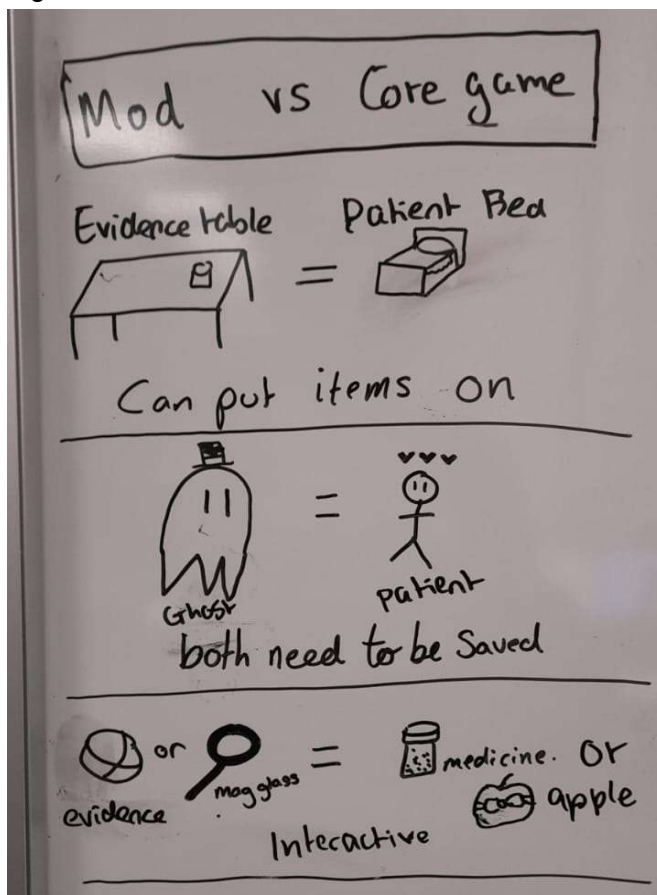 Mod vs Core game
Evidence table = Patient Bed
Can put items on
=
Ghost patient
both need to be Saved
or = medicine. or
evidence mag glass apple
Interactive